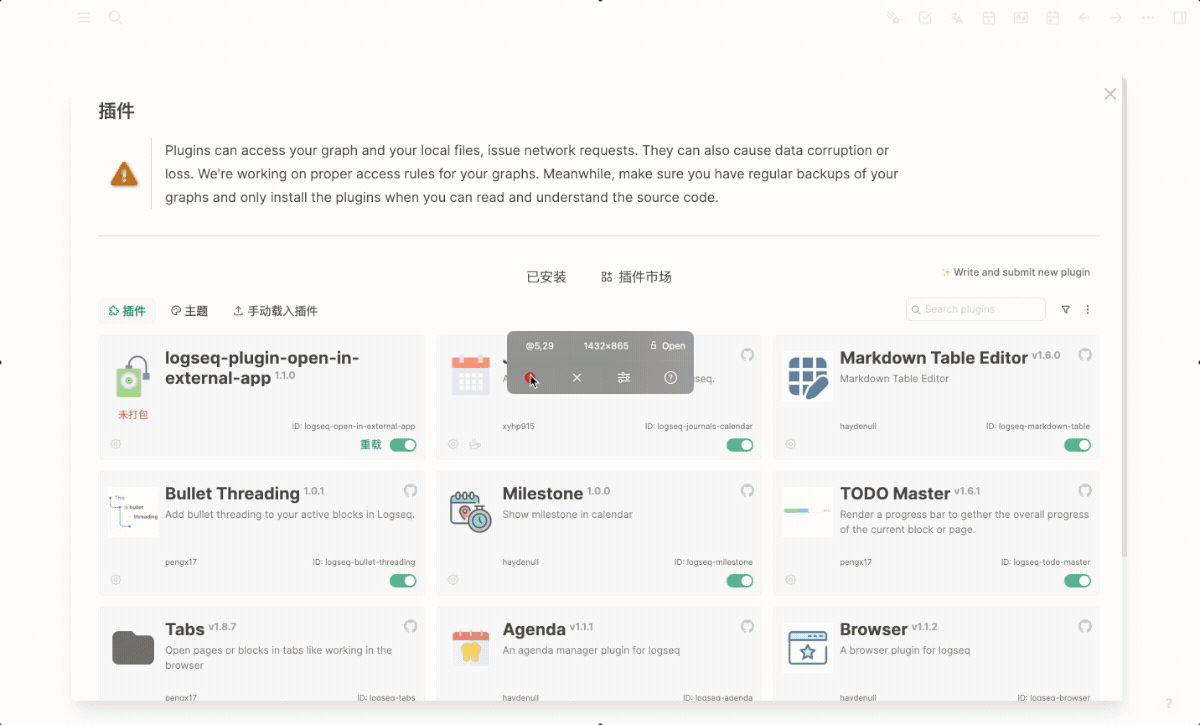 插件
Plugins can access your graph and your local files, issue network requests. They can also cause data corruption or
loss. We're working on proper access rules for your graphs. Meanwhile, make sure you have regular backups of your
graphs and only install the plugins when you can read and understand the source code.
已安装 插件市场
Write and submit new plugin
插件 主题 手动载入插件
Search plugins
logseq-plugin-open-in-
external-app 1.1.0
未打包
ID: logseq-open-in-external-app
重载
@5,29 1432×865 Open
seq.
xyhp915
ID: logseq-journals-calendar
Markdown Table Editor v1.6.0
Markdown Table Editor
haydenull
ID: logseq-markdown-table
This
is bullet
threading
Bullet Threading 1.0.1
Add bullet threading to your active blocks in Logseq.
pengx17
ID: logseq-bullet-threading
Milestone 1.0.0
Show milestone in calendar
haydenull
ID: logseq-milestone
TODO Master v1.6.1
Render a progress bar to gether the overall progress
of the current block or page.
pengx17
ID: logseq-todo-master
Tabs v1.8.7
Open pages or blocks in tabs like working in the
browser
pengx17
ID: logseq-tabs
Agenda v1.1.1
An agenda manager plugin for logseq
haydenull
ID: logseq-agenda
Browser v1.1.2
A browser plugin for logseq
haydenull
ID: logseq-browser
?